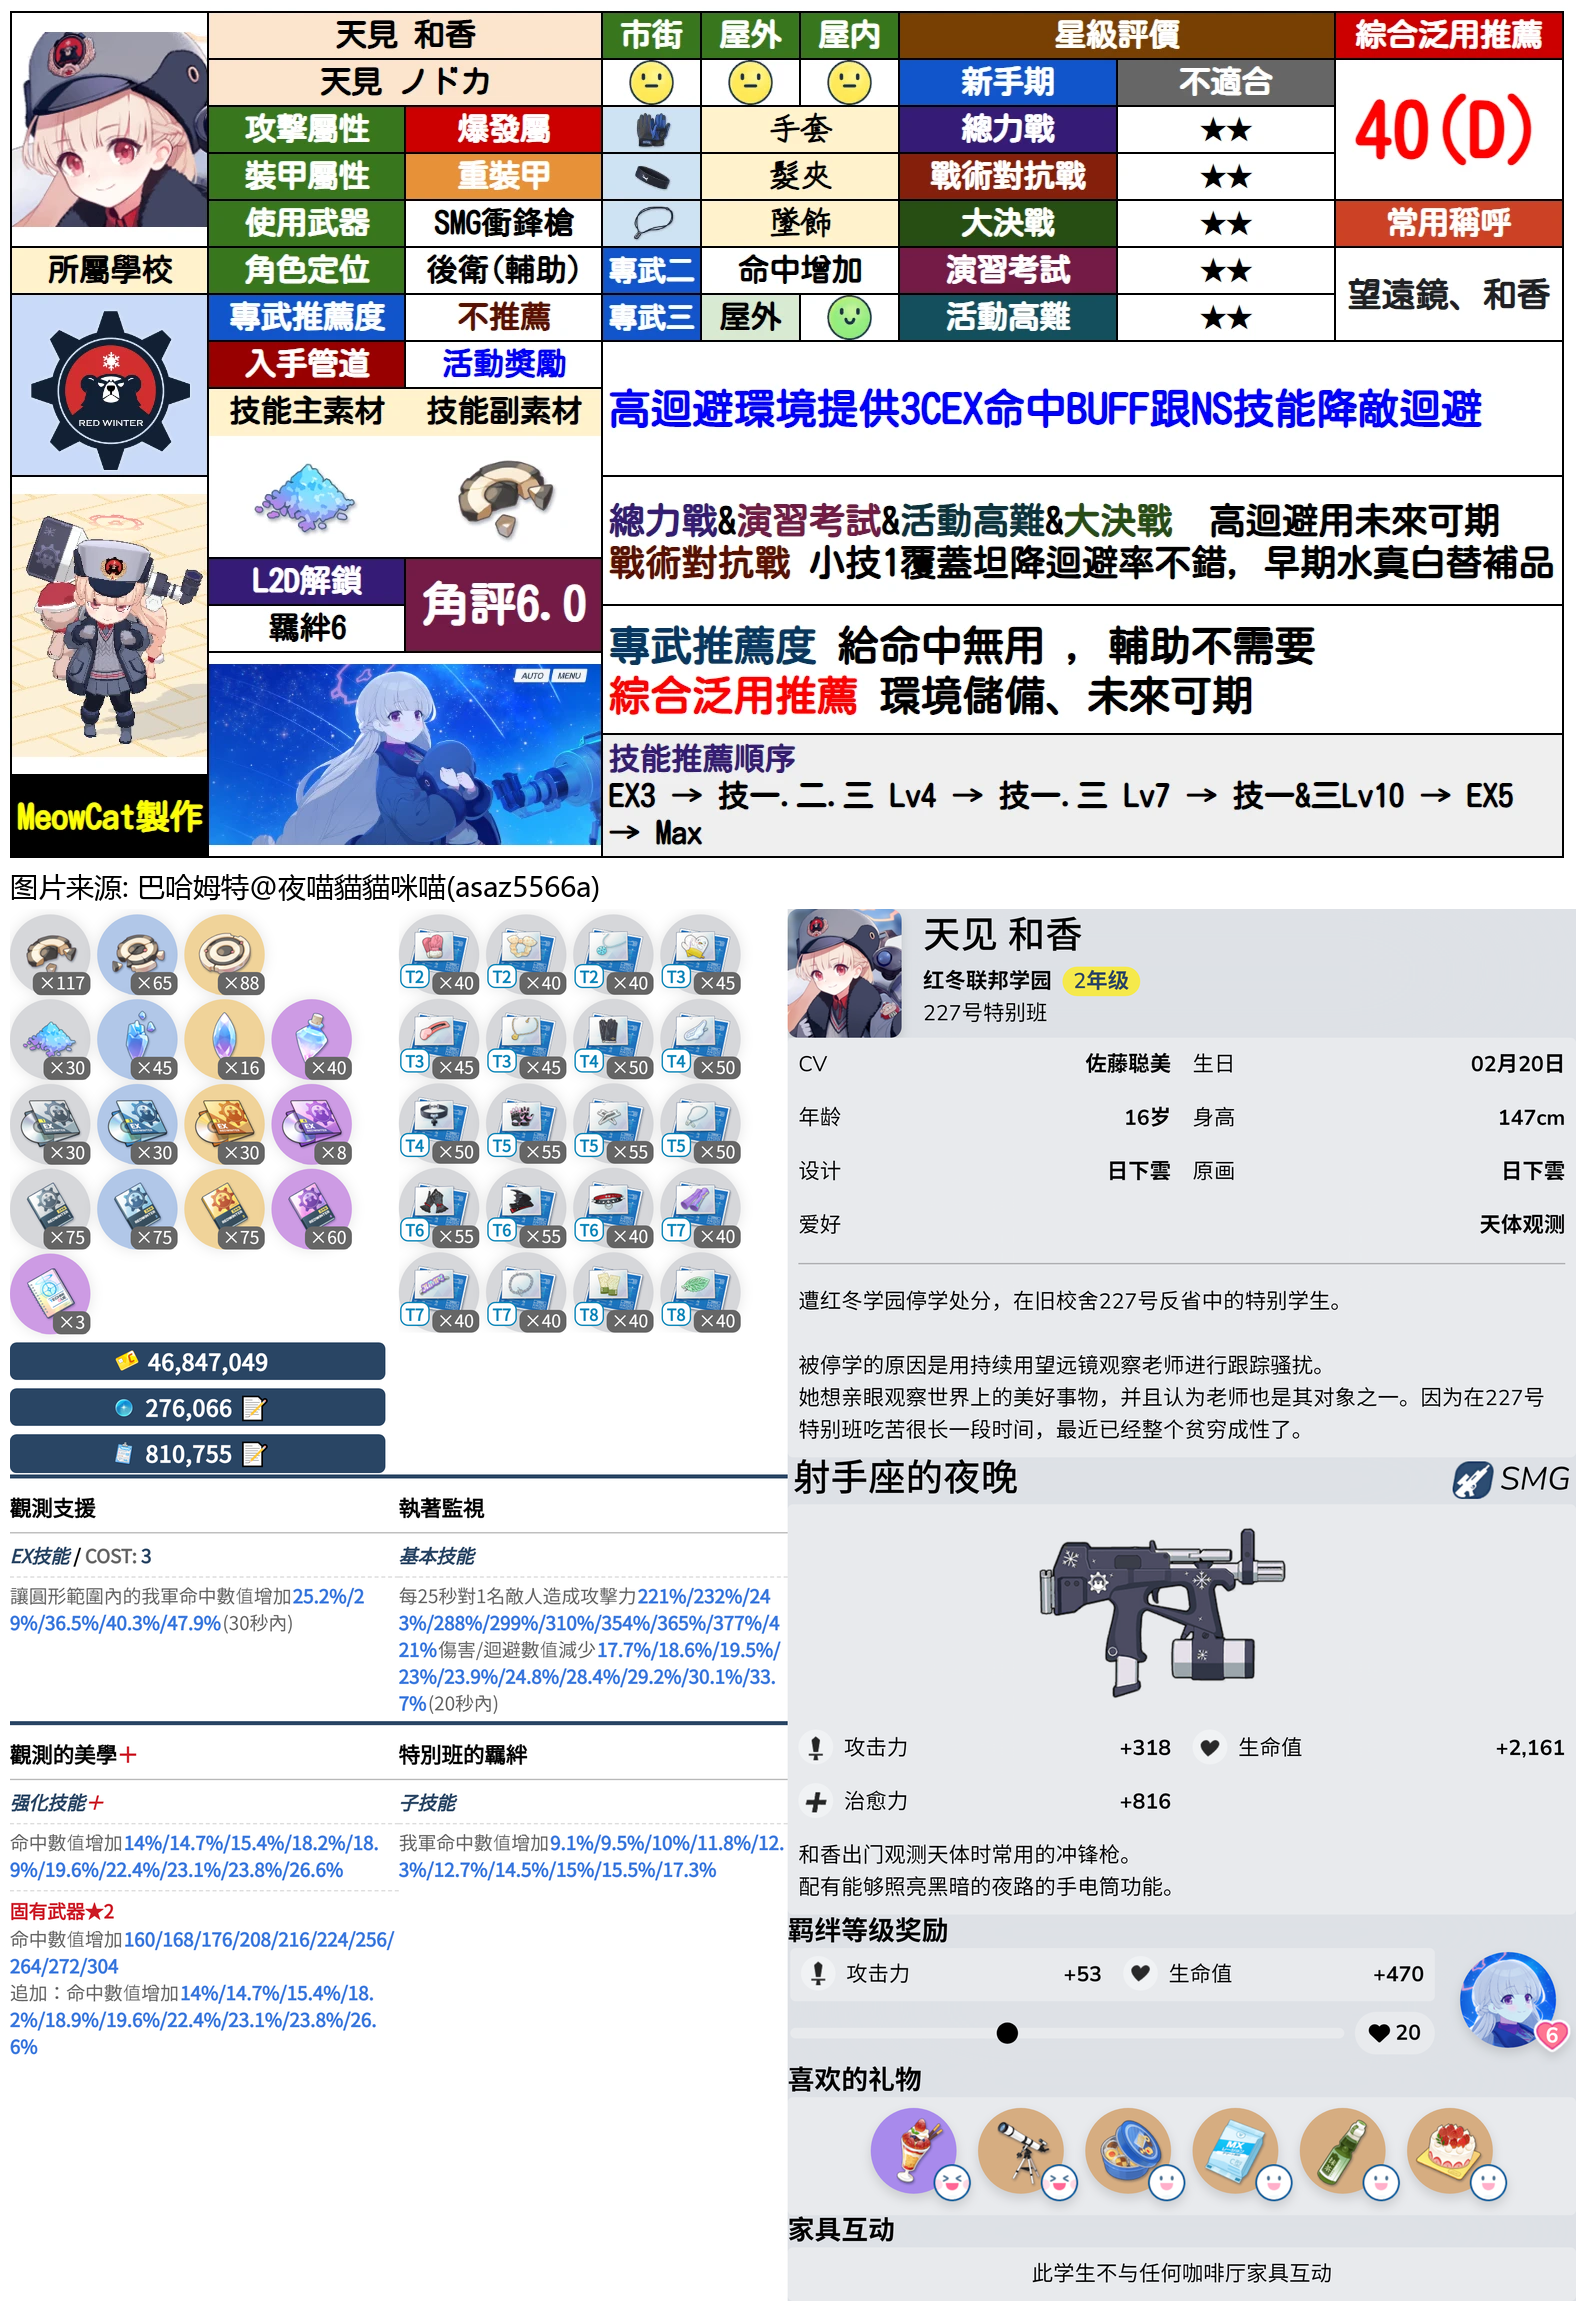 天見 和香
市街
屋外
屋内
星級評價
綜合泛用推薦
天見 ノドカ
新手期
不適合
40(D)
攻擊屬性
爆發屬
手套
總力戰
★★
裝甲屬性
重裝甲
髮夾
戰術對抗戰
★★
使用武器
SMG衝鋒槍
墜飾
大決戰
★★
常用稱呼
所屬學校
角色定位
後衛(輔助)
專武二
命中增加
演習考試
★★
望遠鏡、和香
專武推薦度
不推薦
專武三
屋外
活動高難
★★
RED WINTER
入手管道
活動獎勵
技能主素材
技能副素材
高迴避環境提供3CEX命中BUFF跟NS技能降敵迴避
總力戰&演習考試&活動高難&大決戰 高迴避用未來可期
戰術對抗戰 小技1覆蓋坦降迴避率不錯, 早期水真白替補品
L2D解鎖
角評6.0
羈絆6
專武推薦度 給命中無用 , 輔助不需要
綜合泛用推薦 環境儲備、未來可期
AUTO
MENU
MeowCat製作
技能推薦順序
EX3 → 技一.二.三 Lv4 → 技一.三 Lv7 → 技一&三Lv10 → EX5
→ Max
图片来源: 巴哈姆特@夜喵貓貓咪喵(asaz5566a)
×117
×65
×88
×30
×45
×16
×40
×30
×30
×30
×8
×75
×75
×75
×60
×3
46,847,049
276,066
810,755
T2 ×40
T2 ×40
T2 ×40
T3 ×45
T3 ×45
T3 ×45
T4 ×50
T4 ×50
T4 ×50
T5 ×55
T5 ×55
T5 ×50
T6 ×55
T6 ×55
T6 ×40
T7 ×40
T7 ×40
T7 ×40
T8 ×40
T8 ×40
觀測支援
EX技能 / COST: 3
讓圓形範圍內的我軍命中數值增加25.2%/2
9%/36.5%/40.3%/47.9%(30秒內)
執著監視
基本技能
每25秒對1名敵人造成攻擊力221%/232%/24
3%/288%/299%/310%/354%/365%/377%/4
21%傷害/迴避數值減少17.7%/18.6%/19.5%/
23%/23.9%/24.8%/28.4%/29.2%/30.1%/33.
7%(20秒內)
觀測的美學+
强化技能+
命中數值增加14%/14.7%/15.4%/18.2%/18.
9%/19.6%/22.4%/23.1%/23.8%/26.6%
固有武器★2
命中數值增加160/168/176/208/216/224/256/
264/272/304
追加：命中數值增加14%/14.7%/15.4%/18.
2%/18.9%/19.6%/22.4%/23.1%/23.8%/26.
6%
特別班的羈絆
子技能
我軍命中數值增加9.1%/9.5%/10%/11.8%/12.
3%/12.7%/14.5%/15%/15.5%/17.3%
天见 和香
红冬联邦学园 2年级
227号特别班
CV 佐藤聪美 生日 02月20日
年龄 16岁 身高 147cm
设计 日下雲 原画 日下雲
爱好 天体观测
遭红冬学园停学处分，在旧校舍227号反省中的特别学生。
被停学的原因是用持续用望远镜观察老师进行跟踪骚扰。
她想亲眼观察世界上的美好事物，并且认为老师也是其对象之一。因为在227号
特别班吃苦很长一段时间，最近已经整个贫穷成性了。
射手座的夜晚
SMG
攻击力 +318 生命值 +2,161
治愈力 +816
和香出门观测天体时常用的冲锋枪。
配有能够照亮黑暗的夜路的手电筒功能。
羁绊等级奖励
攻击力 +53 生命值 +470
20
6
喜欢的礼物
MX
家具互动
此学生不与任何咖啡厅家具互动